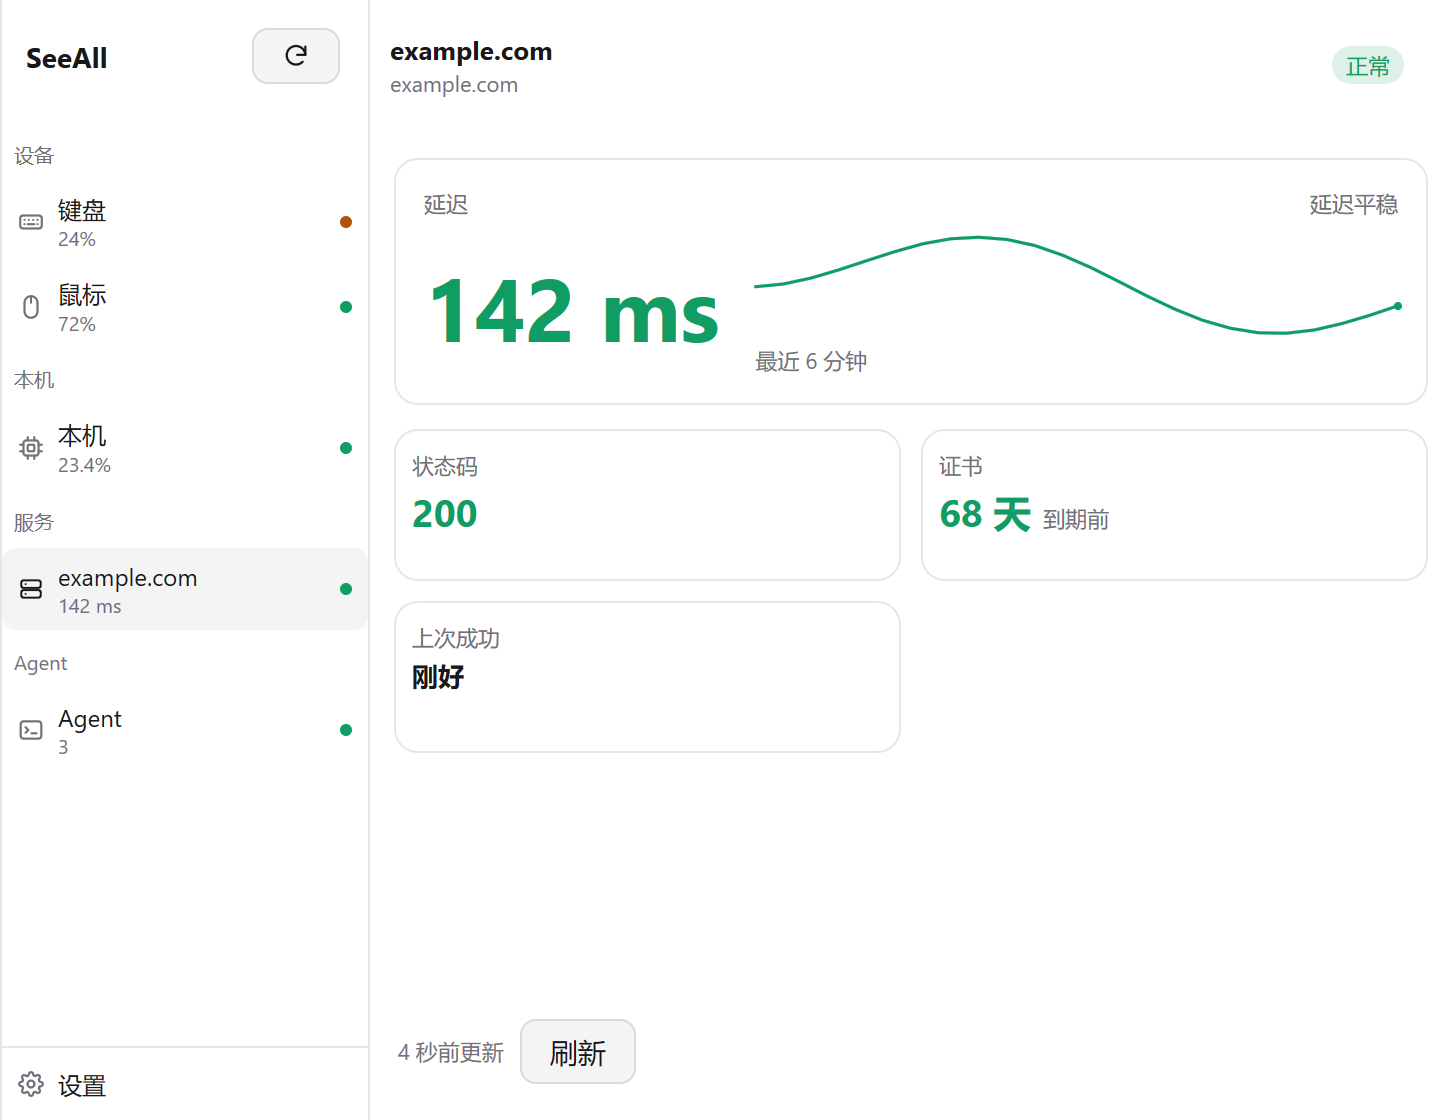 SeeAll
设备
键盘
24%
鼠标
72%
本机
本机
23.4%
服务
example.com
142 ms
Agent
Agent
3
设置
example.com
example.com
正常
延迟
延迟平稳
142 ms
最近 6 分钟
状态码
200
证书
68 天 到期前
上次成功
刚好
4 秒前更新
刷新